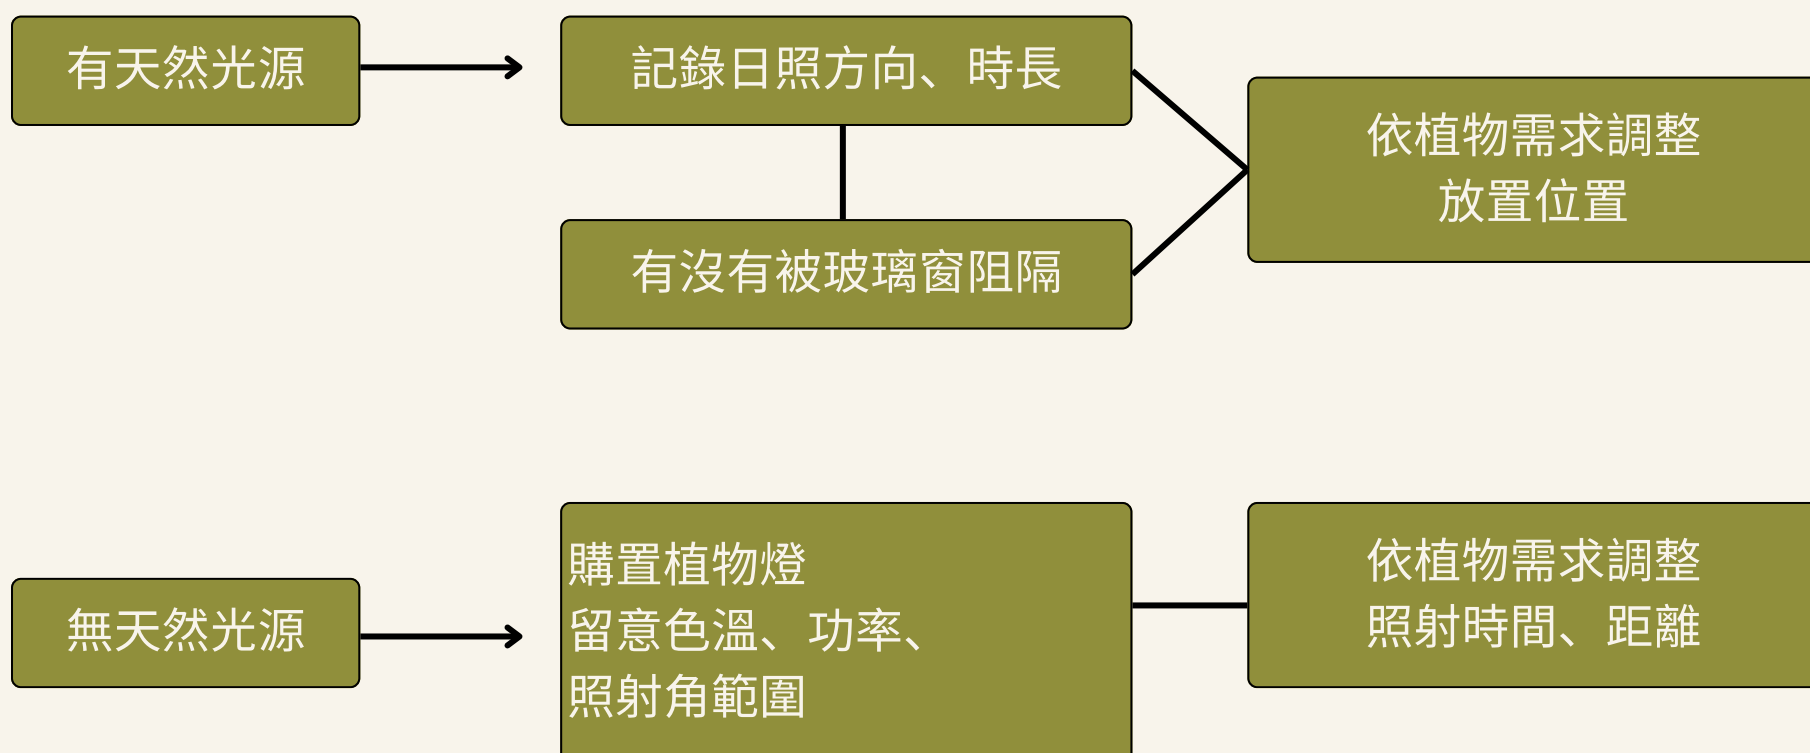 有天然光源
記錄日照方向、時長
有沒有被玻璃窗阻隔
依植物需求調整
放置位置
無天然光源
購置植物燈
留意色溫、功率、
照射角範圍
依植物需求調整
照射時間、距離